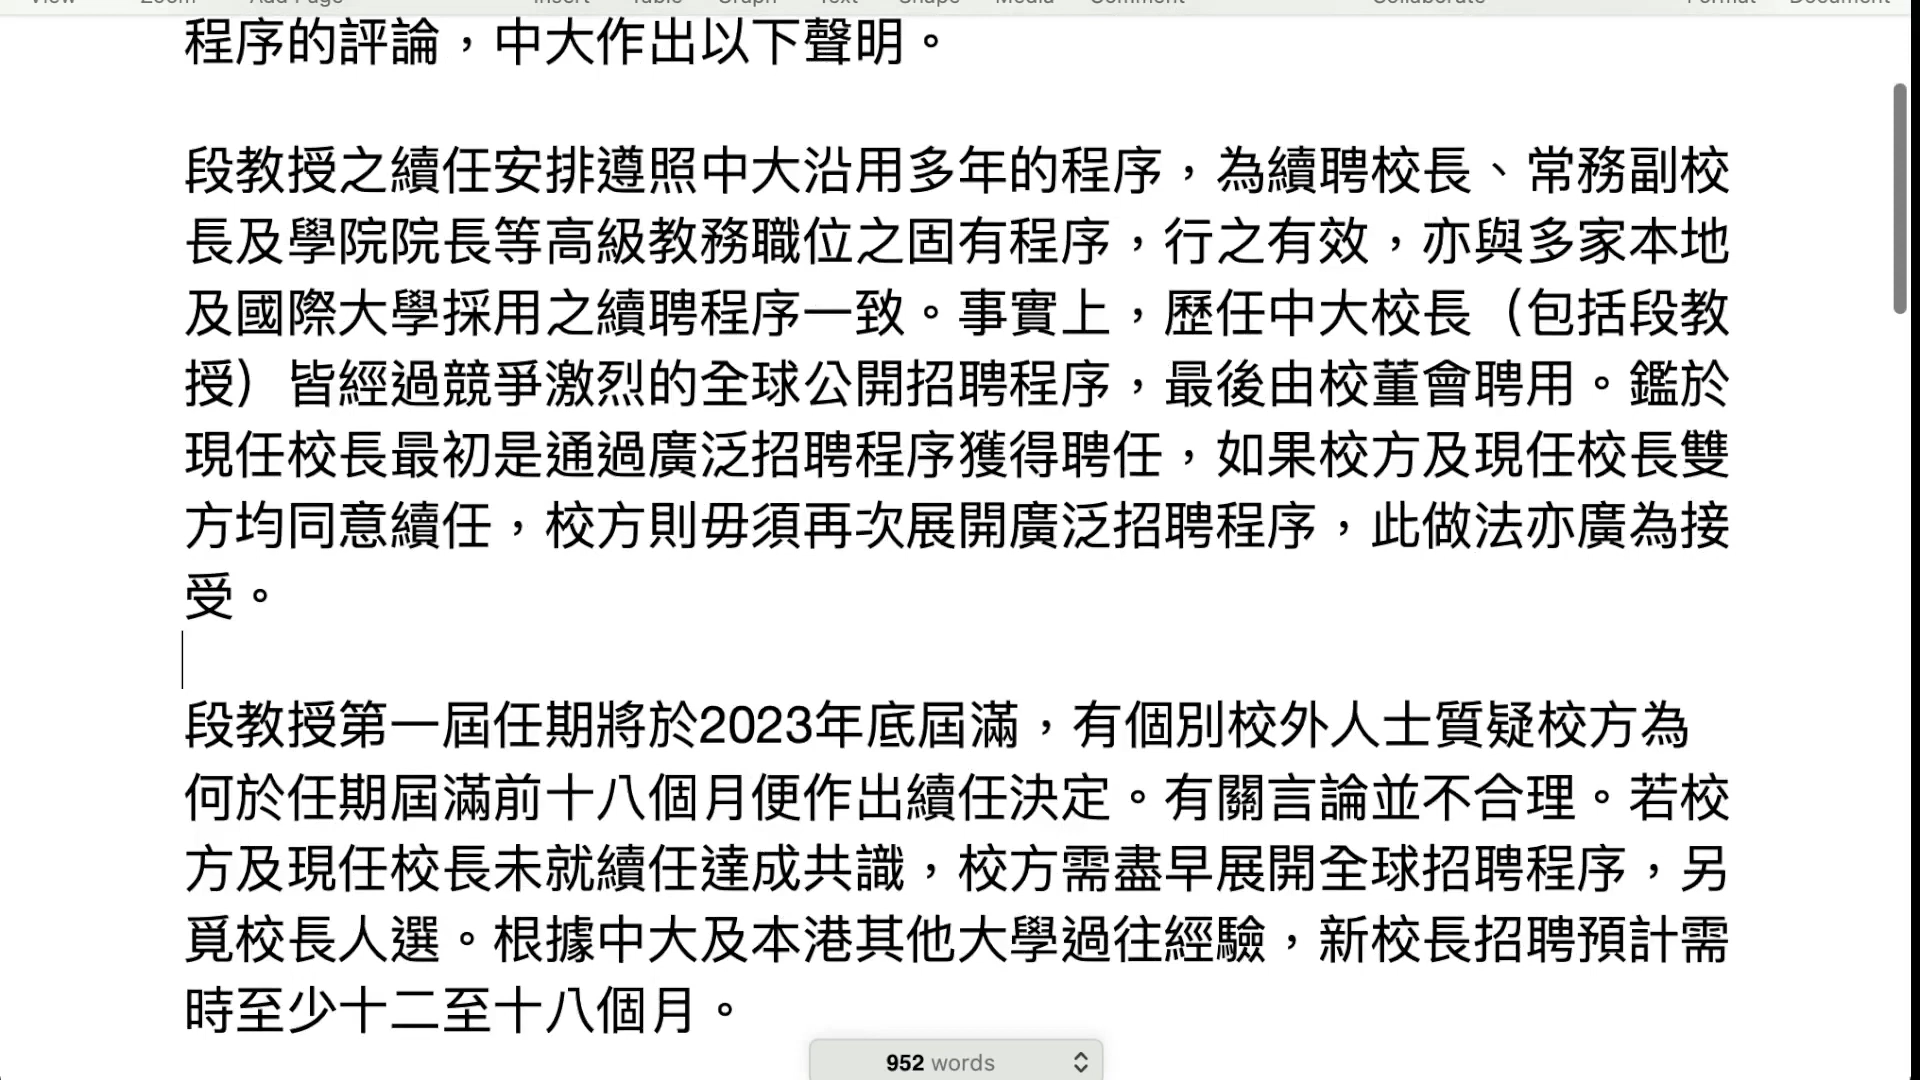 View Zoom Add Page Insert Table Graph Text Shape Media Comment Collaborate Format Document
程序的評論，中大作出以下聲明。
段教授之續任安排遵照中大沿用多年的程序，為續聘校長、常務副校
長及學院院長等高級教務職位之固有程序，行之有效，亦與多家本地
及國際大學採用之續聘程序一致。事實上，歷任中大校長（包括段教
授）皆經過競爭激烈的全球公開招聘程序，最後由校董會聘用。鑑於
現任校長最初是通過廣泛招聘程序獲得聘任，如果校方及現任校長雙
方均同意續任，校方則毋須再次展開廣泛招聘程序，此做法亦廣為接
受。
段教授第一屆任期將於2023年底屆滿，有個別校外人士質疑校方為
何於任期屆滿前十八個月便作出續任決定。有關言論並不合理。若校
方及現任校長未就續任達成共識，校方需盡早展開全球招聘程序，另
覓校長人選。根據中大及本港其他大學過往經驗，新校長招聘預計需
時至少十二至十八個月。
952 words